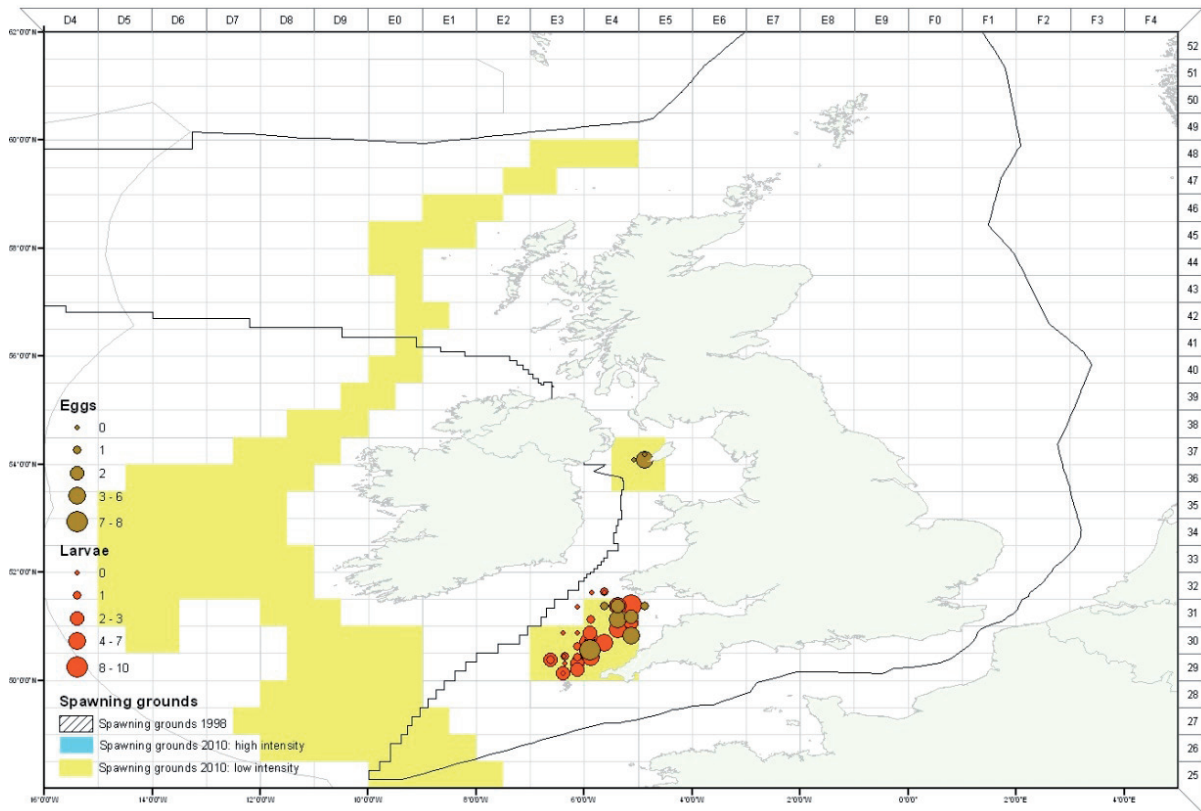 D4 D5 D6 D7 D8 D9 E0 E1 E2 E3 E4 E5 E6 E7 E8 E9 F0 F1 F2 F3 F4
62°0'0"N
60°0'0"N
58°0'0"N
56°0'0"N
54°0'0"N
52°0'0"N
50°0'0"N
52
51
50
49
48
47
46
45
44
43
42
41
40
39
38
37
36
35
34
33
32
31
30
29
28
27
26
25
Eggs
0
1
2
3 - 6
7 - 8
Larvae
0
1
2 - 3
4 - 7
8 - 10
Spawning grounds
Spawning grounds 1998
Spawning grounds 2010: high intensity
Spawning grounds 2010: low intensity
16°0'0"W 14°0'0"W 12°0'0"W 10°0'0"W 8°0'0"W 6°0'0"W 4°0'0"W 2°0'0"W 0°0'0" 2°0'0"E 4°0'0"E